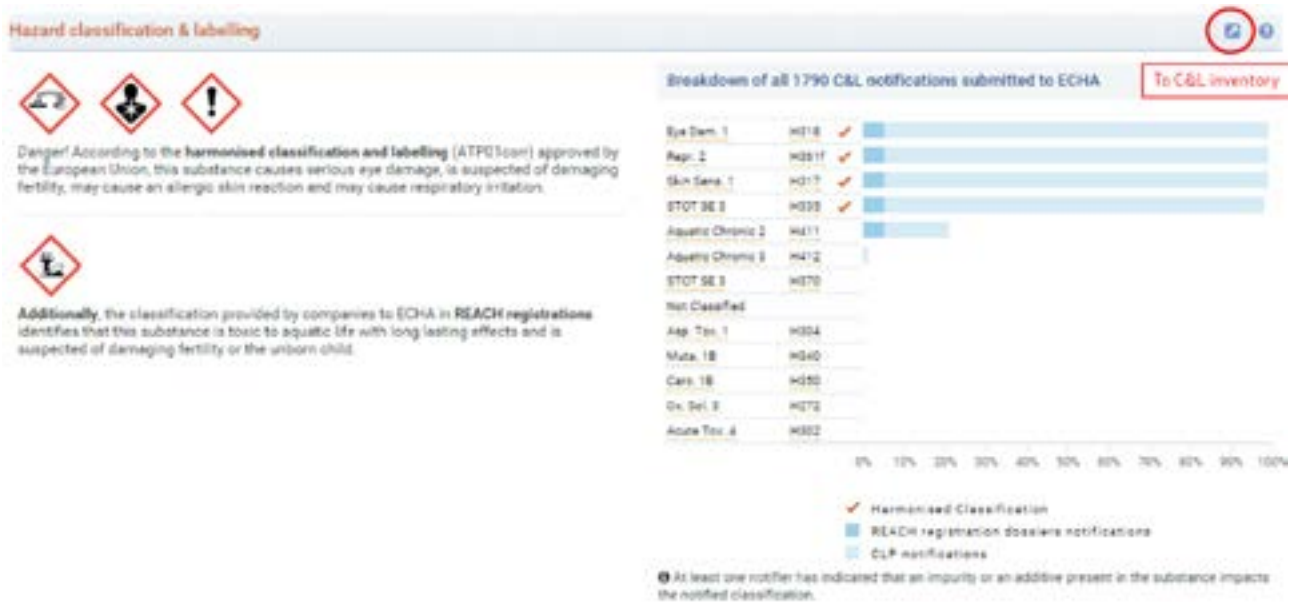 Hazard classification & labelling
Danger! According to the harmonised classification and labelling (ATP01corr) approved by
the European Union, this substance causes serious eye damage, is suspected of damaging
fertility, may cause an allergic skin reaction and may cause respiratory irritation.
Additionally, the classification provided by companies to ECHA in REACH registrations
identifies that this substance is toxic to aquatic life with long lasting effects and is
suspected of damaging fertility or the unborn child.
Breakdown of all 1790 C&L notifications submitted to ECHA
To C&L inventory
Eye Dam. 1 H318
Repr. 2 H361f
Skin Sens. 1 H317
STOT SE 3 H335
Aquatic Chronic 2 H411
Aquatic Chronic 3 H412
STOT SE 3 H370
Not Classified
Asp. Tox. 1 H304
Muta. 1B H340
Carc. 1B H350
Ox. Sol. 3 H272
Acute Tox. 4 H302
0% 10% 20% 30% 40% 50% 60% 70% 80% 90% 100%
Harmonised Classification
REACH registration dossiers notifications
CLP notifications
At least one notifier has indicated that an impurity or an additive present in the substance impacts
the notified classification.